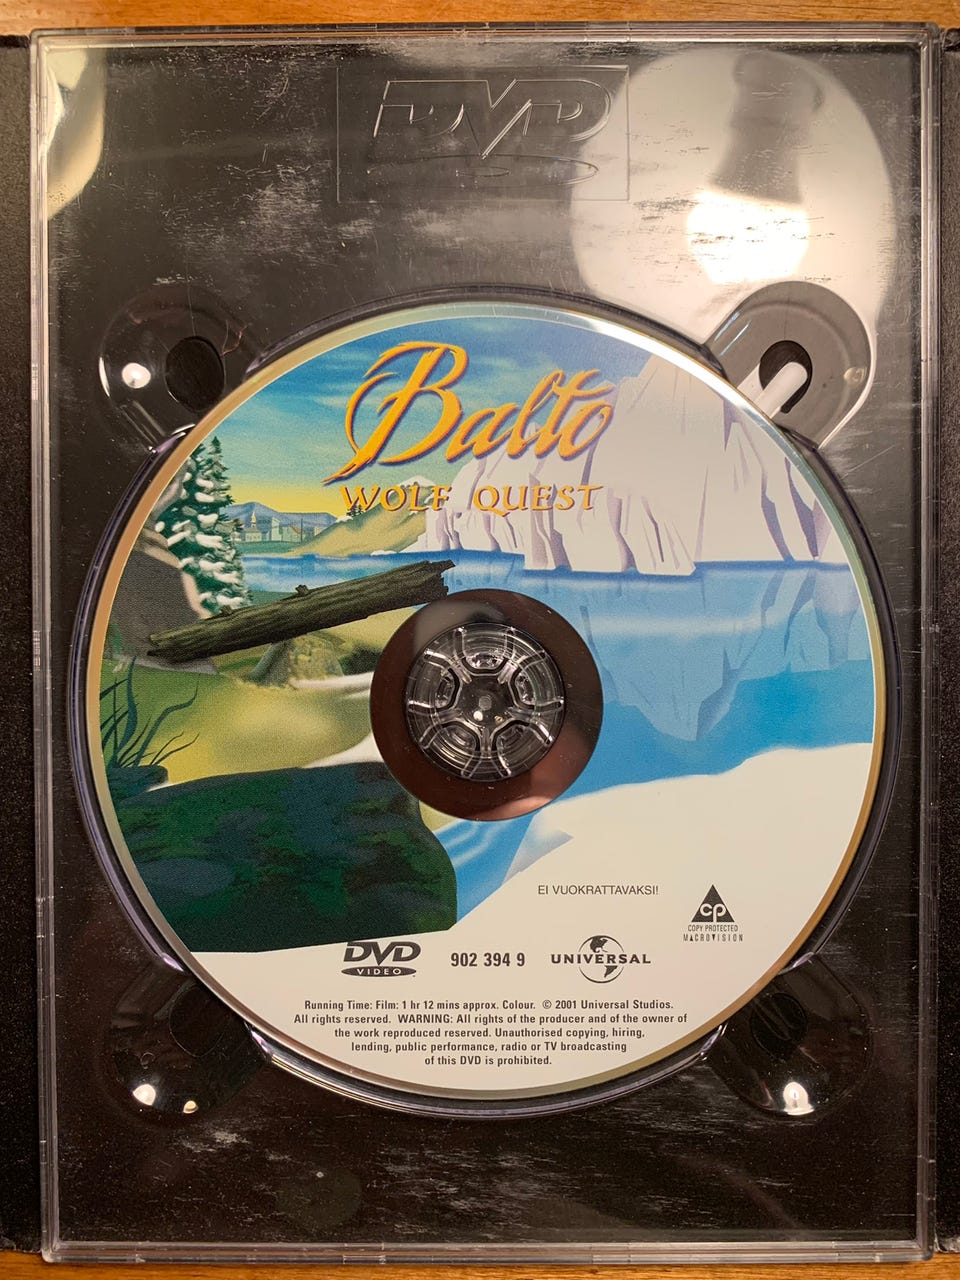 DVD
Balto
WOLF QUEST
EI VUOKRATTAVAKSI!
cp
COPY PROTECTED
MACROVISION
DVD
VIDEO
902 394 9
UNIVERSAL
Running Time: Film: 1 hr 12 mins approx. Colour. © 2001 Universal Studios.
All rights reserved. WARNING: All rights of the producer and of the owner of
the work reproduced reserved. Unauthorised copying, hiring,
lending, public performance, radio or TV broadcasting
of this DVD is prohibited.